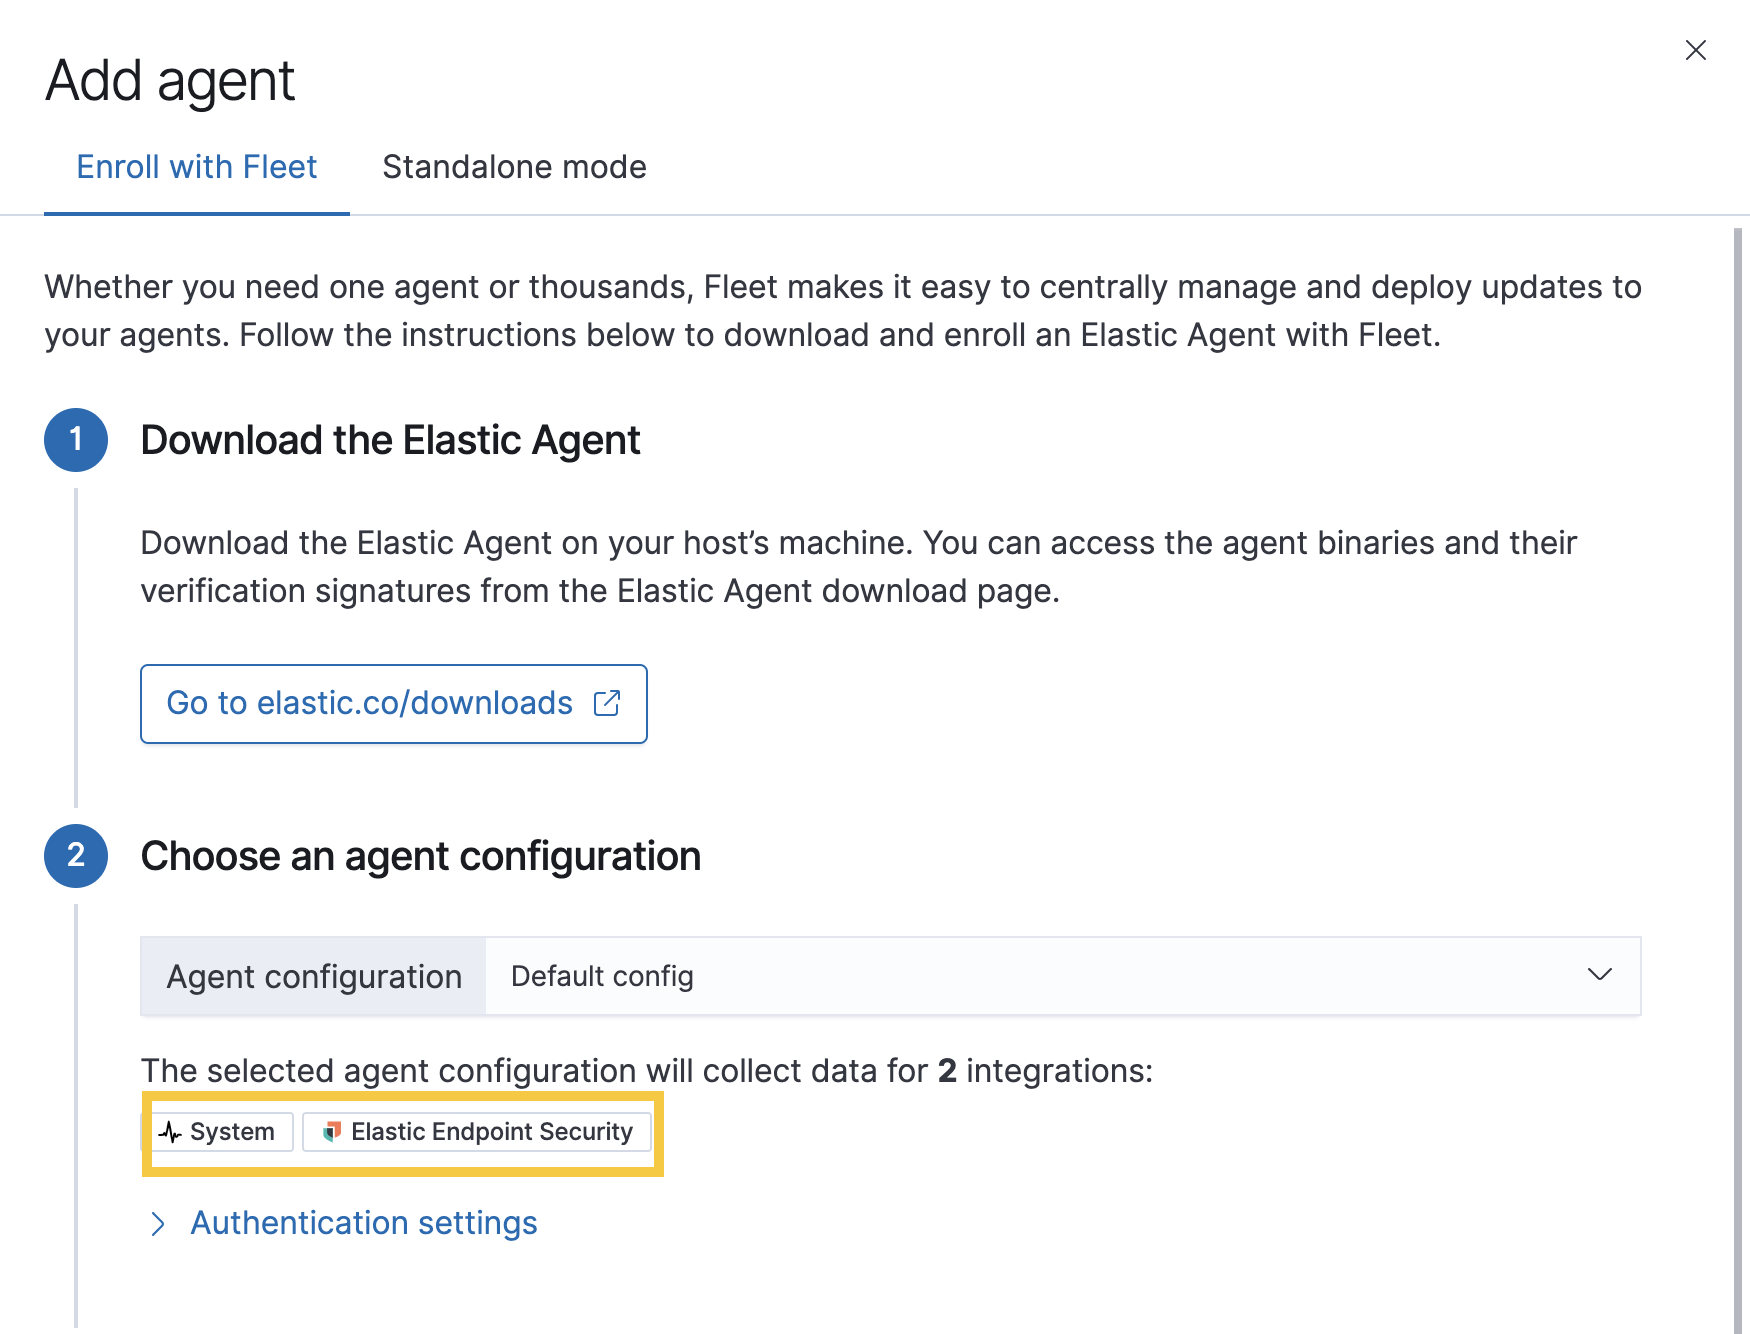 Add agent
Enroll with Fleet Standalone mode
Whether you need one agent or thousands, Fleet makes it easy to centrally manage and deploy updates to
your agents. Follow the instructions below to download and enroll an Elastic Agent with Fleet.
1 Download the Elastic Agent
Download the Elastic Agent on your host’s machine. You can access the agent binaries and their
verification signatures from the Elastic Agent download page.
Go to elastic.co/downloads
2 Choose an agent configuration
Agent configuration Default config
The selected agent configuration will collect data for 2 integrations:
System Elastic Endpoint Security
Authentication settings